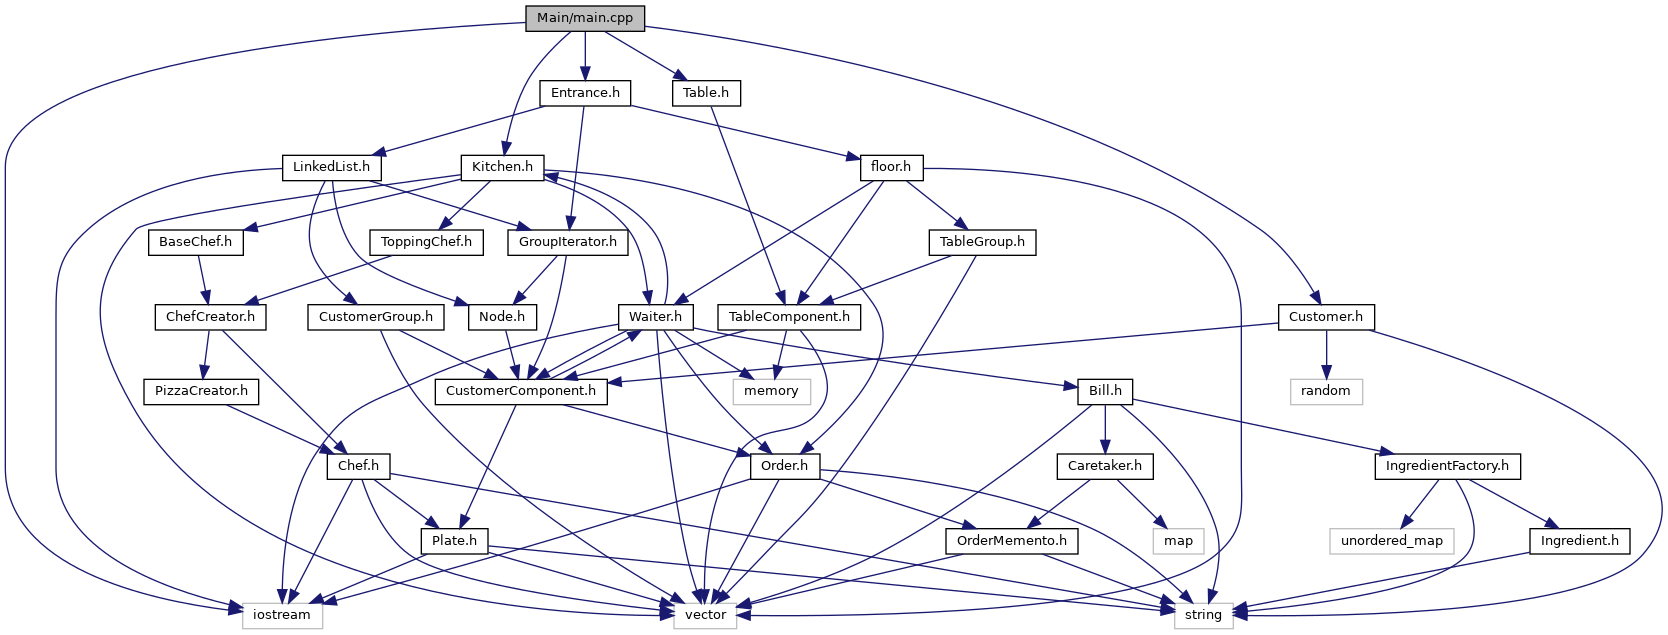 Main/main.cpp
Entrance.h
Table.h
LinkedList.h
Kitchen.h
floor.h
BaseChef.h
ToppingChef.h
GroupIterator.h
TableGroup.h
ChefCreator.h
CustomerGroup.h
Node.h
Waiter.h
TableComponent.h
Customer.h
PizzaCreator.h
CustomerComponent.h
memory
Bill.h
random
Chef.h
Order.h
Caretaker.h
IngredientFactory.h
Plate.h
OrderMemento.h
map
unordered_map
Ingredient.h
iostream
vector
string